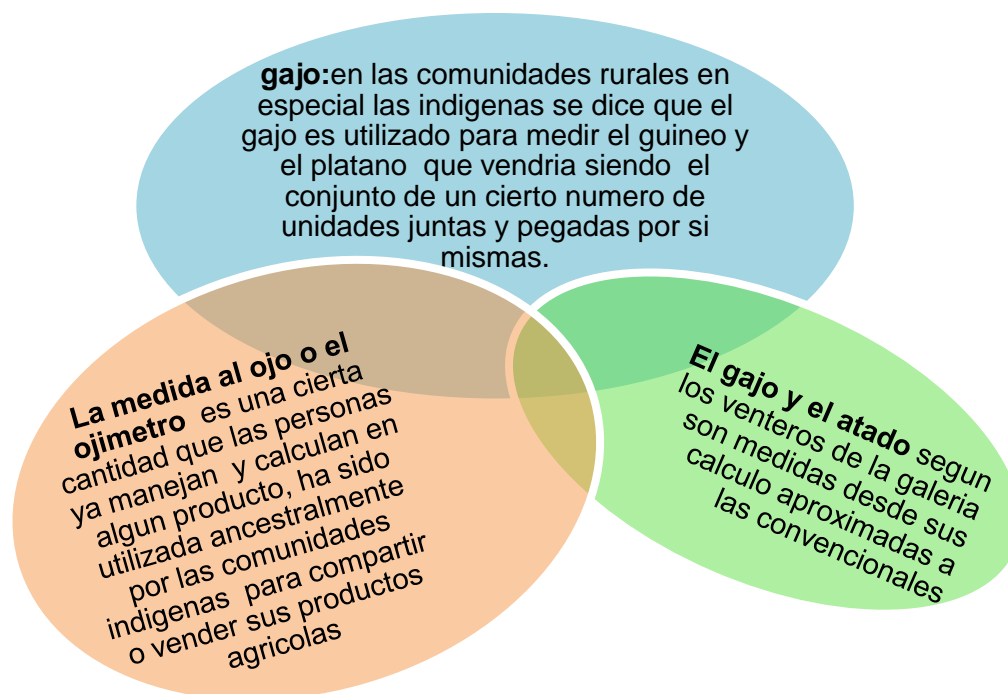 gajo:en las comunidades rurales en
especial las indigenas se dice que el
gajo es utilizado para medir el guineo y
el platano que vendria siendo el
conjunto de un cierto numero de
unidades juntas y pegadas por si
mismas.
La medida al ojo o el
ojimetro es una cierta
cantidad que las personas
ya manejan y calculan en
algun producto, ha sido
utilizada ancestralmente
por las comunidades
indigenas para compartir
o vender sus productos
agricolas
El gajo y el atado segun
los venteros de la galeria
son medidas desde sus
calculo aproximadas a
las convencionales